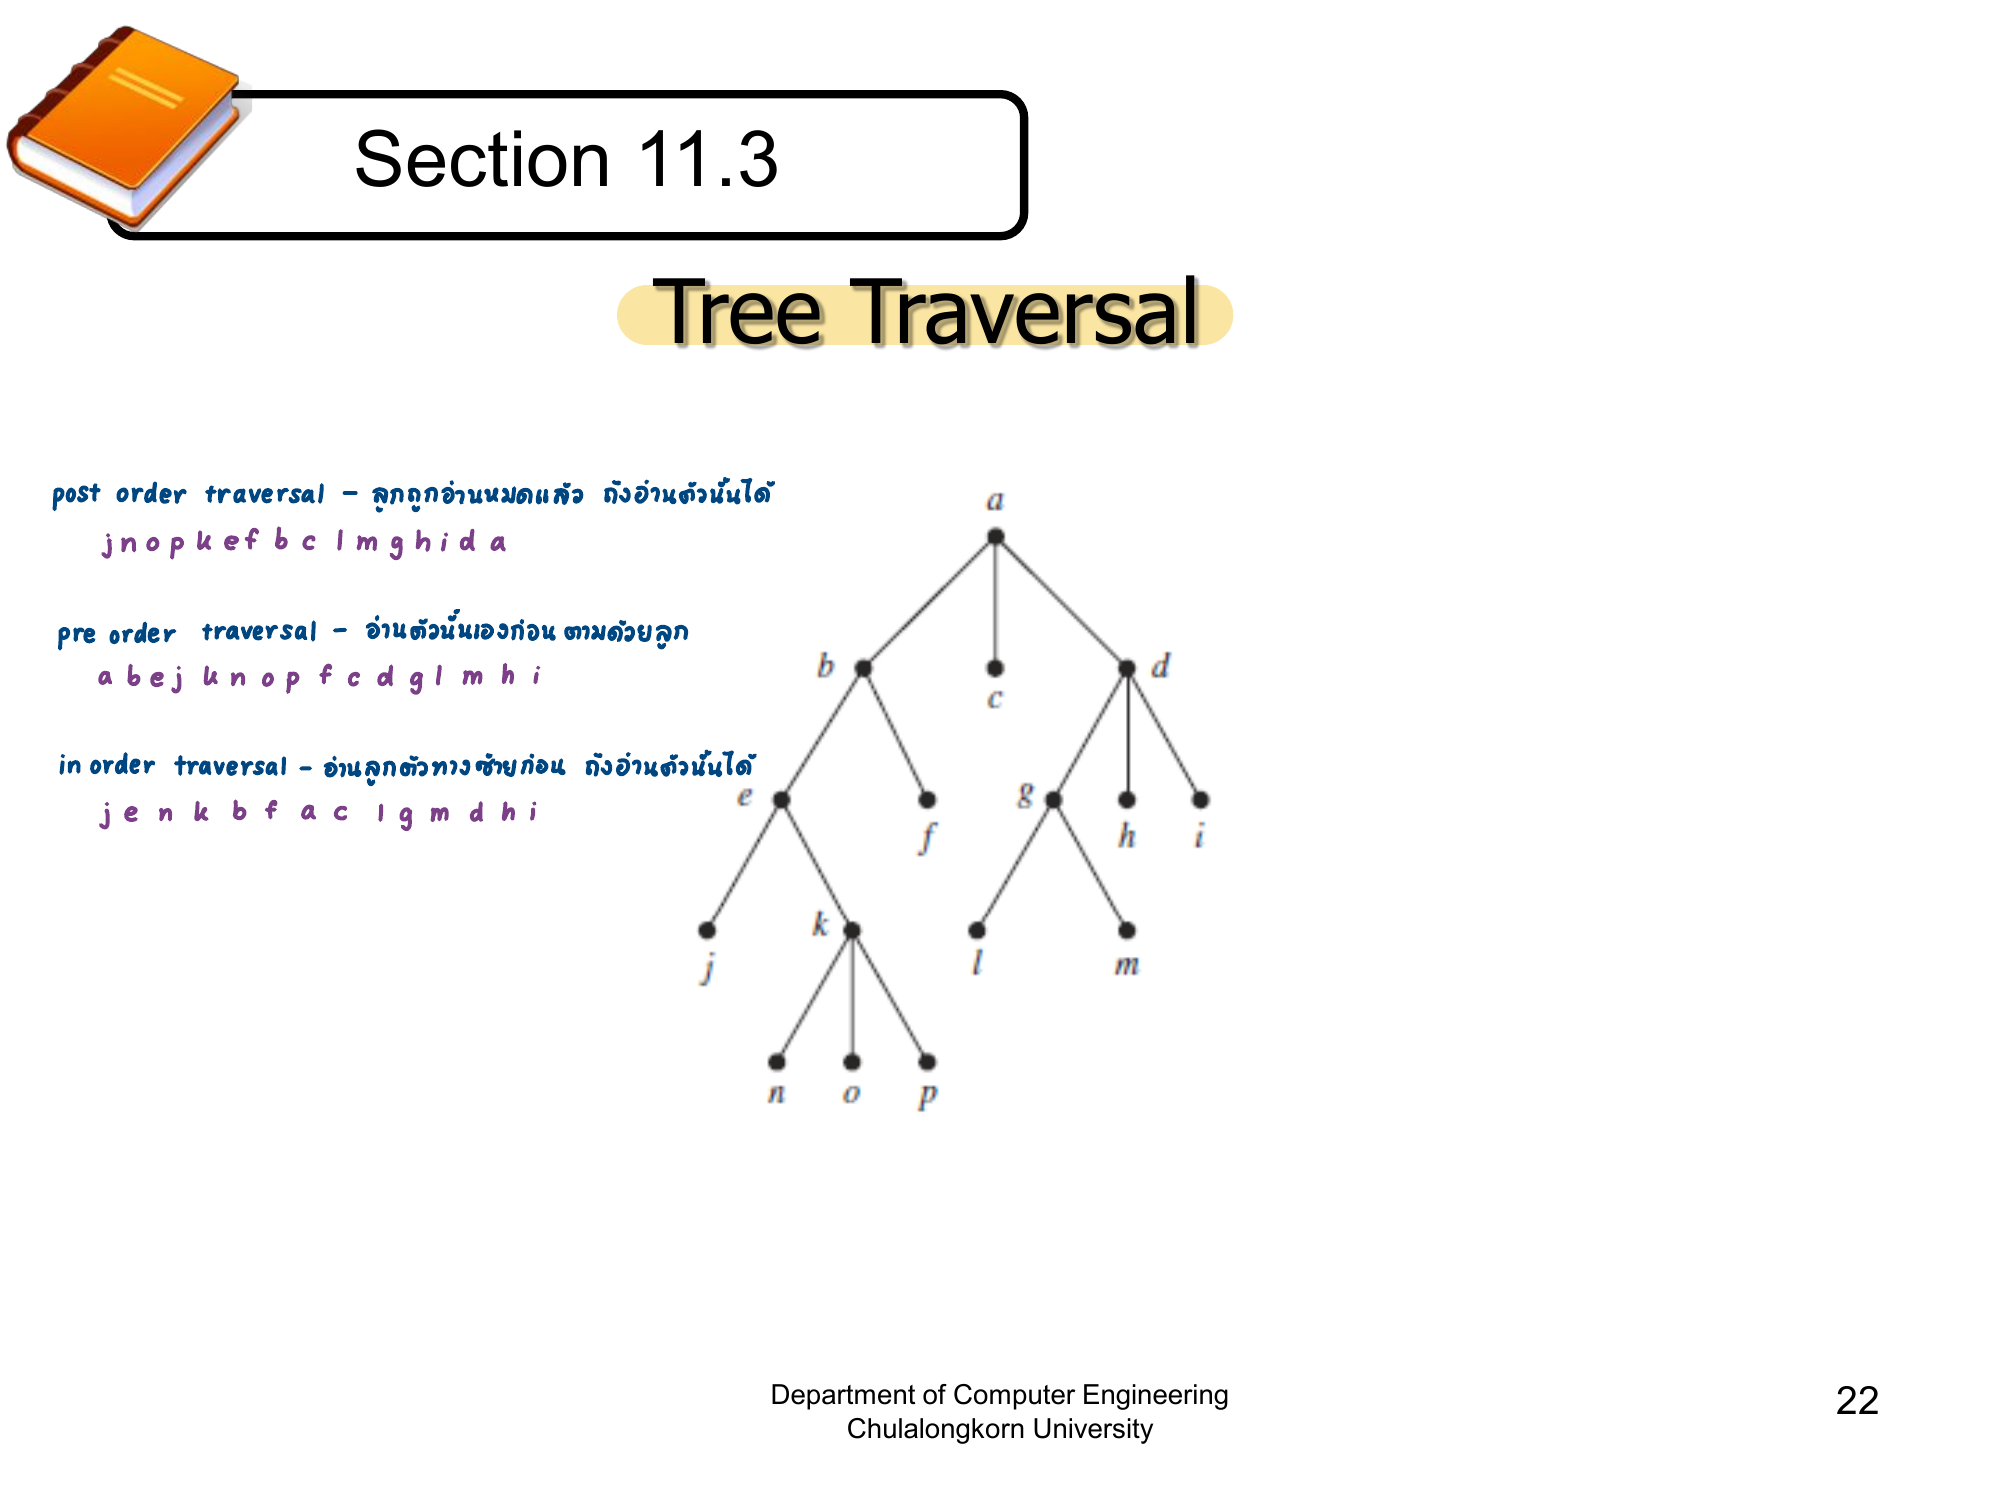 Section 11.3
Tree Traversal
post order traversal - ลูกถูกอ่านหมดแล้ว ถึงอ่านตัวนั้นได้
j n o p k e f b c l m g h i d a
pre order traversal - อ่านตัวนั้นเองก่อน ตามด้วยลูก
a b e j k n o p f c d g l m h i
in order traversal - อ่านลูกตัวทางซ้ายก่อน ถึงอ่านตัวนั้นได้
j e n k b f a c l g m d h i
a
b
d
c
e
g
f
h
i
k
j
l
m
n
o
p
Department of Computer Engineering
Chulalongkorn University
22